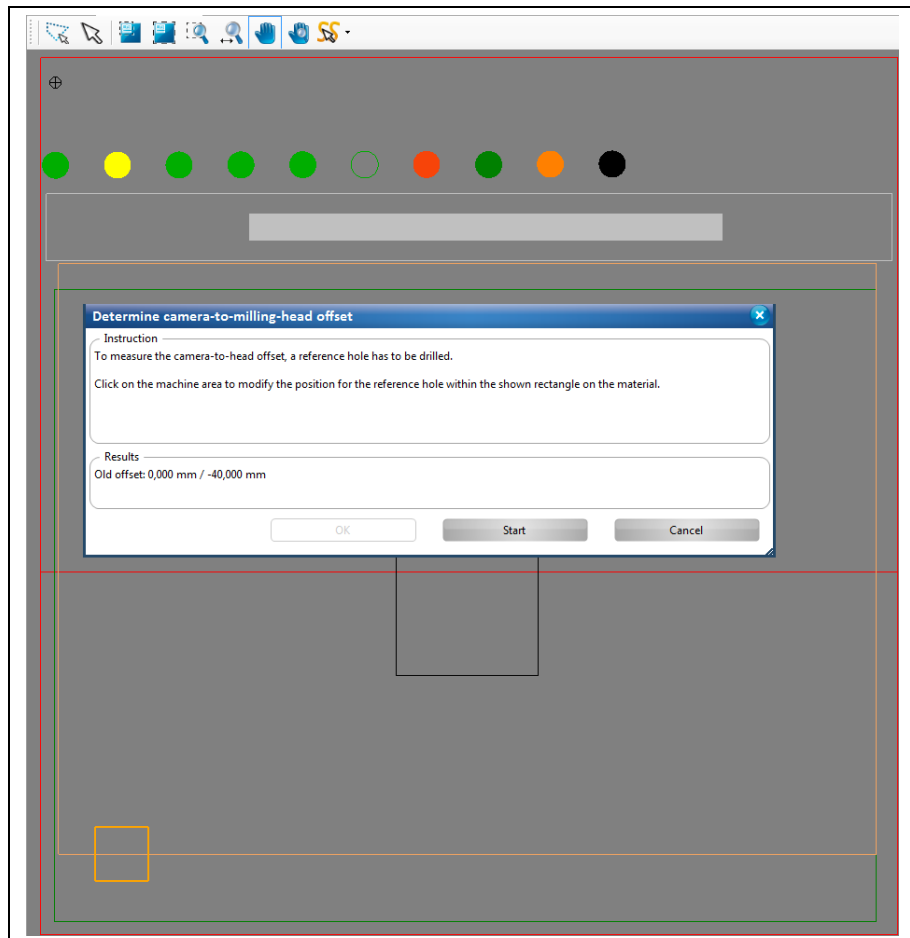 Determine camera-to-milling-head offset
Instruction
To measure the camera-to-head offset, a reference hole has to be drilled.
Click on the machine area to modify the position for the reference hole within the shown rectangle on the material.
Results
Old offset: 0,000 mm / -40,000 mm
OK Start Cancel